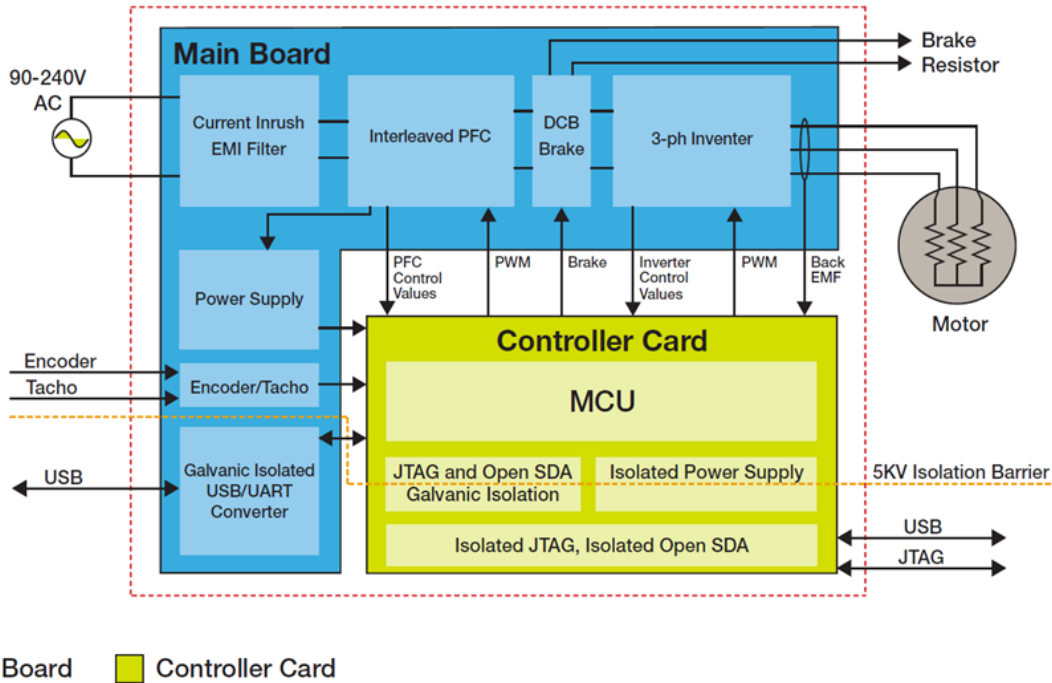 Main Board
Brake
Resistor
90-240V
AC
Current Inrush
EMI Filter
Interleaved PFC
DCB
Brake
3-ph Inventer
PFC
Control
Values
PWM
Brake
Inverter
Control
Values
PWM
Back
EMF
Power Supply
Motor
Controller Card
Encoder
Tacho
Encoder/Tacho
MCU
USB
Galvanic Isolated
USB/UART
Converter
JTAG and Open SDA
Galvanic Isolation
Isolated Power Supply
5KV Isolation Barrier
Isolated JTAG, Isolated Open SDA
USB
JTAG
Board
Controller Card